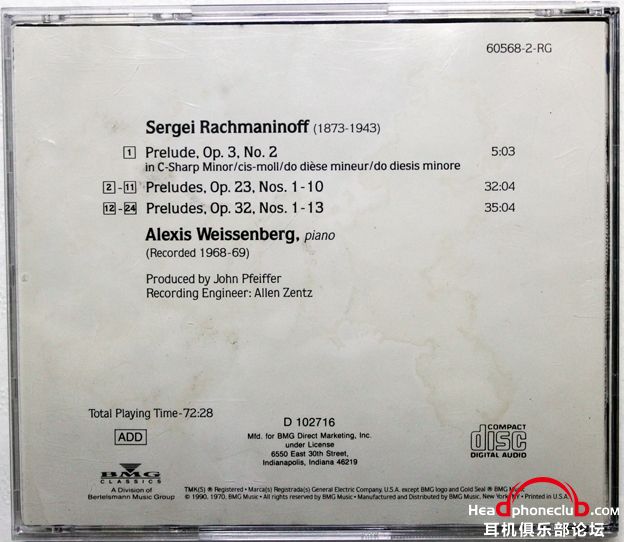 60568-2-RG
Sergei Rachmaninoff (1873-1943)
1 Prelude, Op. 3, No. 2 5:03
in C-Sharp Minor/cis-moll/do dièse mineur/do diesis minore
2-11 Preludes, Op. 23, Nos. 1-10 32:04
12-24 Preludes, Op. 32, Nos. 1-13 35:04
Alexis Weissenberg, piano
(Recorded 1968-69)
Produced by John Pfeiffer
Recording Engineer: Allen Zentz
Total Playing Time-72:28
ADD
D 102716
Mfd. for BMG Direct Marketing, Inc.
under License
6550 East 30th Street,
Indianapolis, Indiana 46219
COMPACT
disc
DIGITAL AUDIO
BMG
CLASSICS
A Division of
Bertelsmann Music Group
TMK(S) ® Registered • Marca(s) Registrada(s) General Electric Company, U.S.A. except BMG logo and Gold Seal ® BMG
© 1990, 1970, BMG Music • All rights reserved by BMG Music • Manufactured and Distributed by BMG Music, New York, NY • Printed in U.S.A.
Headphoneclub.com
耳机俱乐部论坛